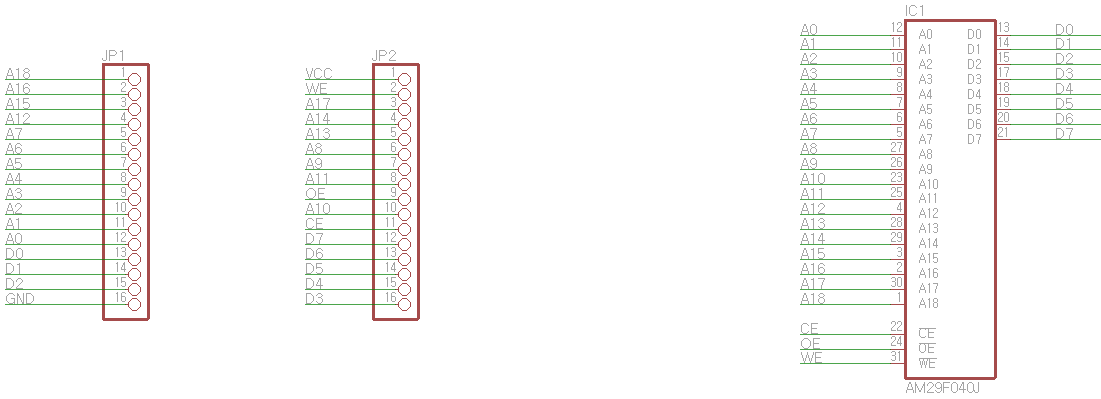 JP1
A18 1
A16 2
A15 3
A12 4
A7 5
A6 6
A5 7
A4 8
A3 9
A2 10
A1 11
A0 12
D0 13
D1 14
D2 15
GND 16
JP2
VCC 1
WE 2
A17 3
A14 4
A13 5
A8 6
A9 7
A11 8
OE 9
A10 10
CE 11
D7 12
D6 13
D5 14
D4 15
D3 16
IC1
A0 12 A0 D0 13 D0
A1 11 A1 D1 14 D1
A2 10 A2 D2 15 D2
A3 9 A3 D3 17 D3
A4 8 A4 D4 18 D4
A5 7 A5 D5 19 D5
A6 6 A6 D6 20 D6
A7 5 A7 D7 21 D7
A8 27 A8
A9 26 A9
A10 23 A10
A11 25 A11
A12 4 A12
A13 28 A13
A14 29 A14
A15 3 A15
A16 2 A16
A17 30 A17
A18 1 A18
CE 22 CE
OE 24 OE
WE 31 WE
AM29F040J